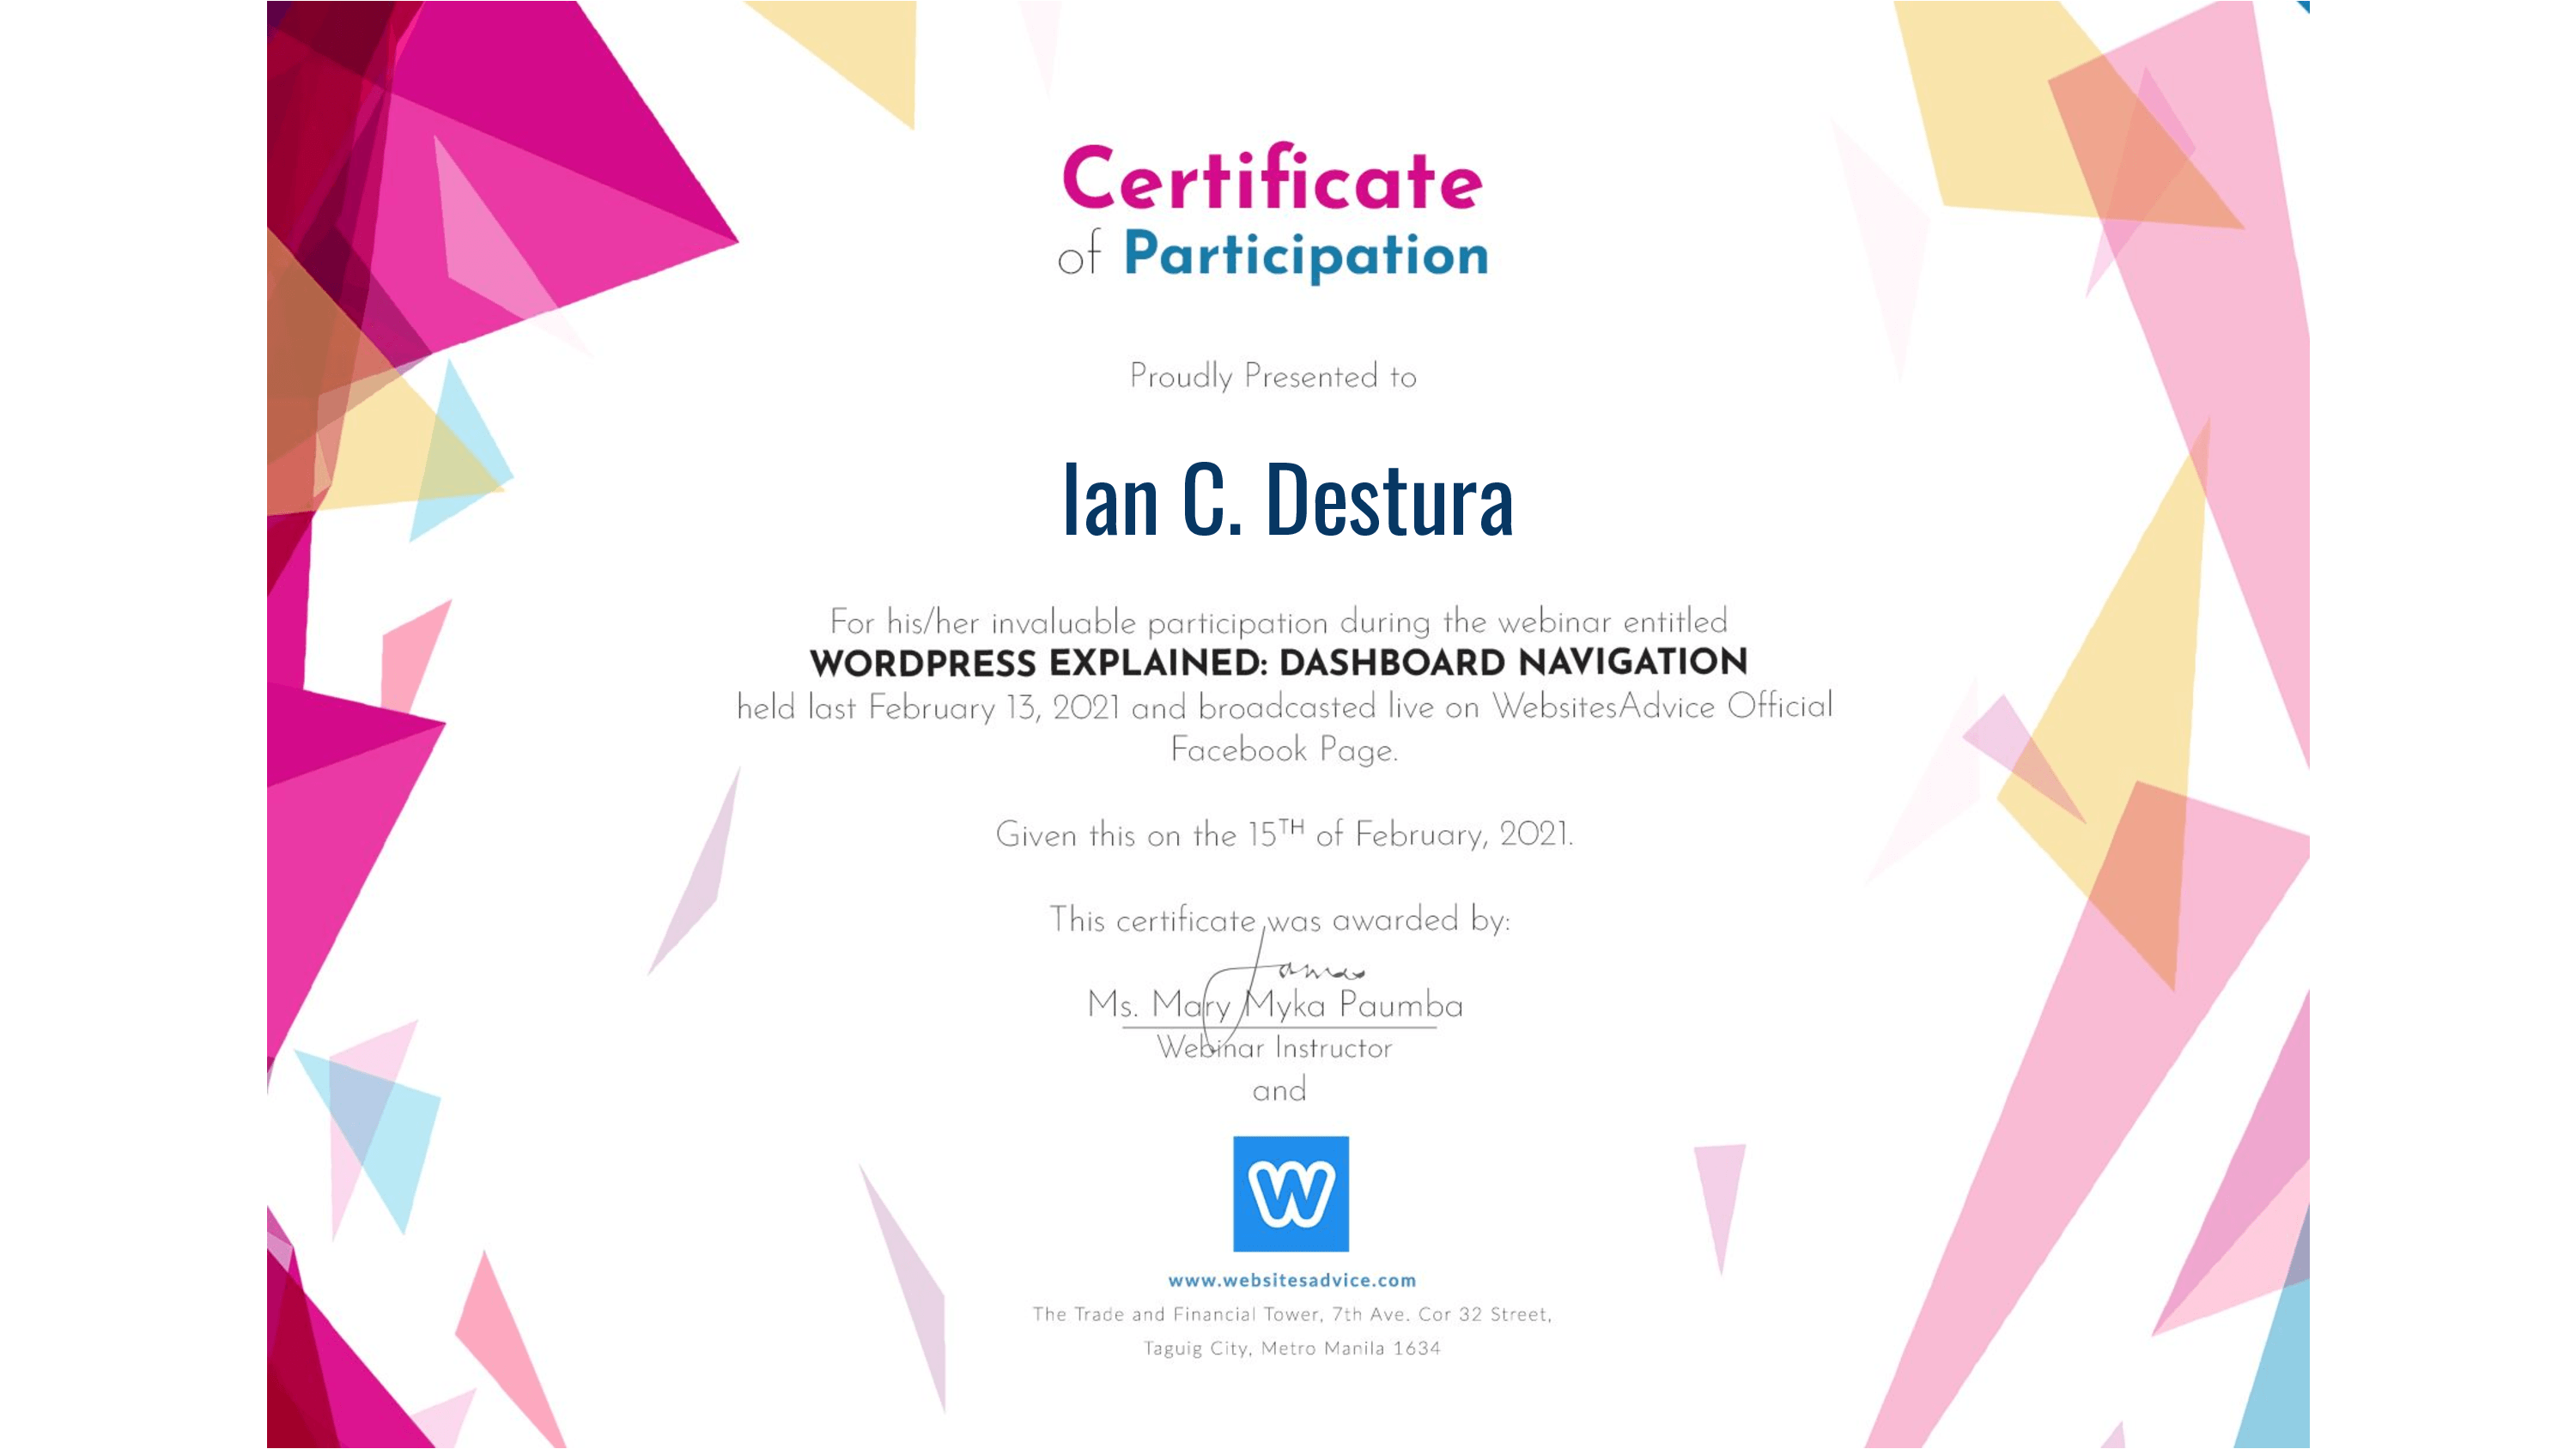 Certificate
of Participation
Proudly Presented to
Ian C. Destura
For his/her invaluable participation during the webinar entitled
WORDPRESS EXPLAINED: DASHBOARD NAVIGATION
held last February 13, 2021 and broadcasted live on WebsitesAdvice Official
Facebook Page.
Given this on the 15TH of February, 2021.
This certificate was awarded by:
Ms. Mary Myka Paumba
Webinar Instructor
and
W
www.websitesadvice.com
The Trade and Financial Tower, 7th Ave. Cor 32 Street,
Taguig City, Metro Manila 1634